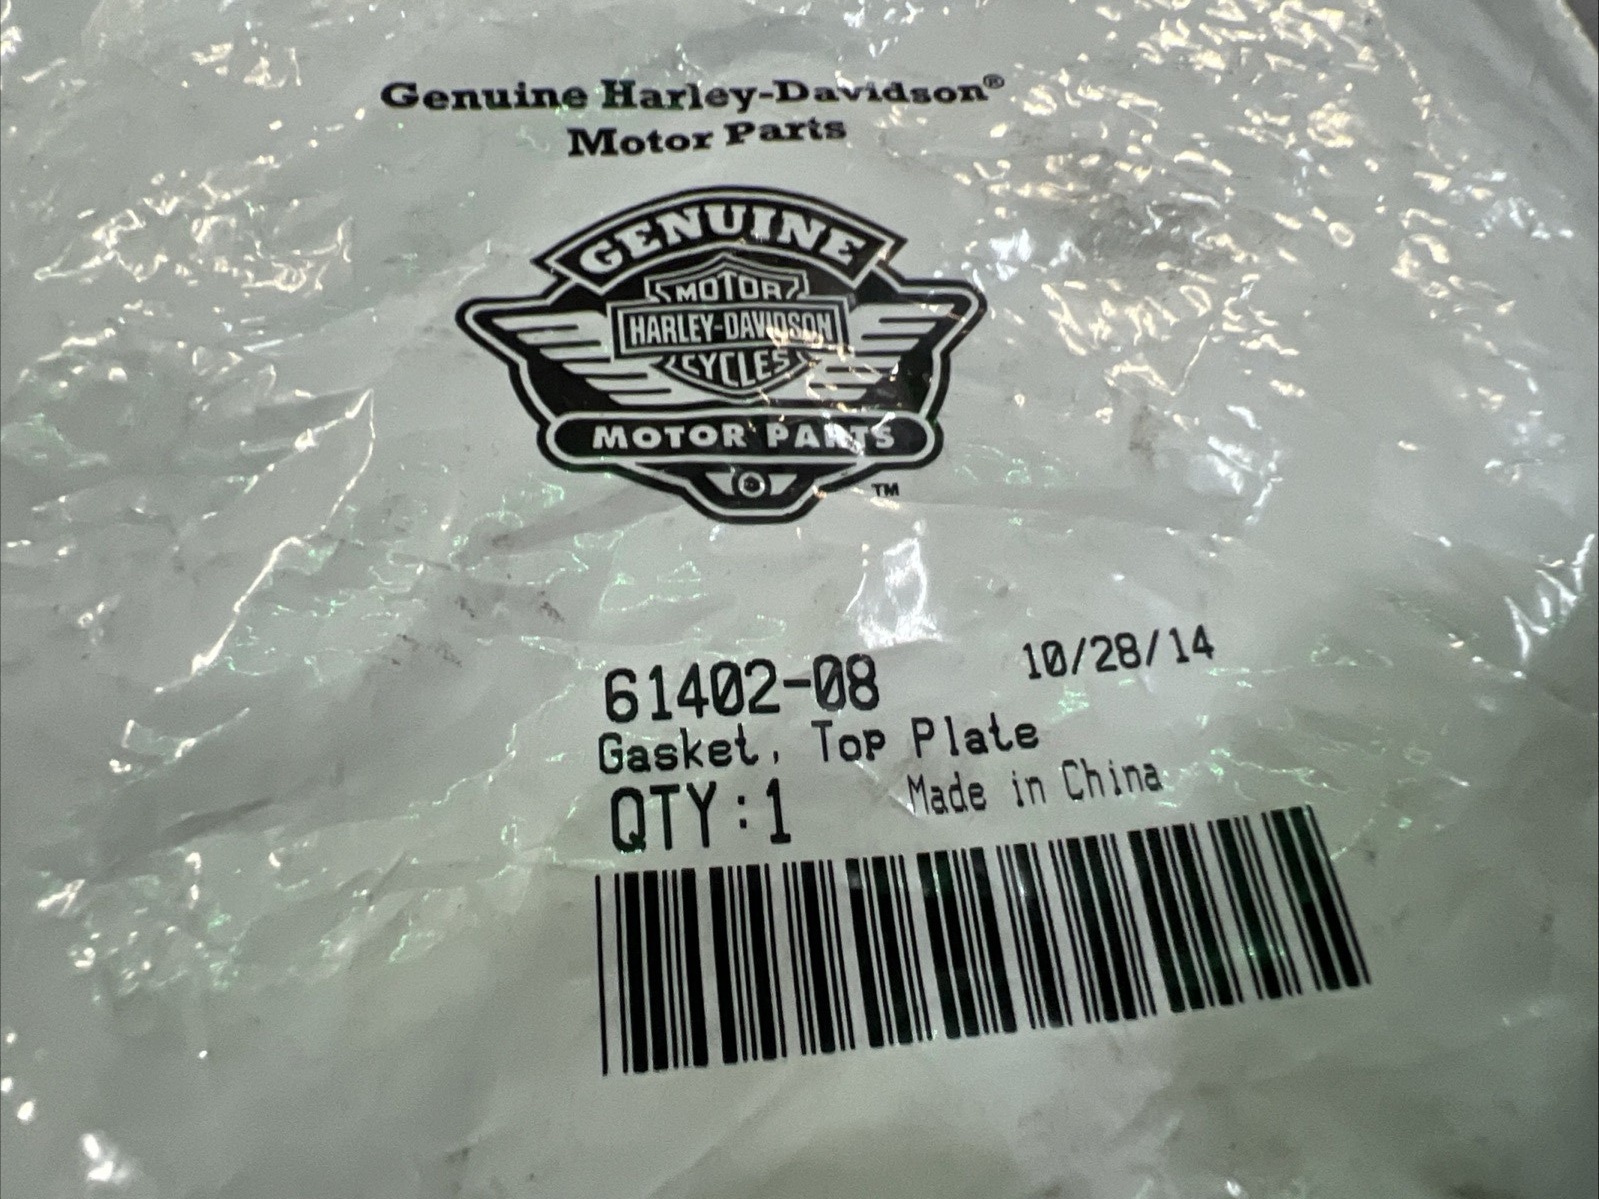 Genuine Harley-Davidson®
Motor Parts
GENUINE
MOTOR
HARLEY-DAVIDSON
CYCLES
MOTOR PARTS
TM
61402-08 10/28/14
Gasket, Top Plate
QTY:1 Made in China